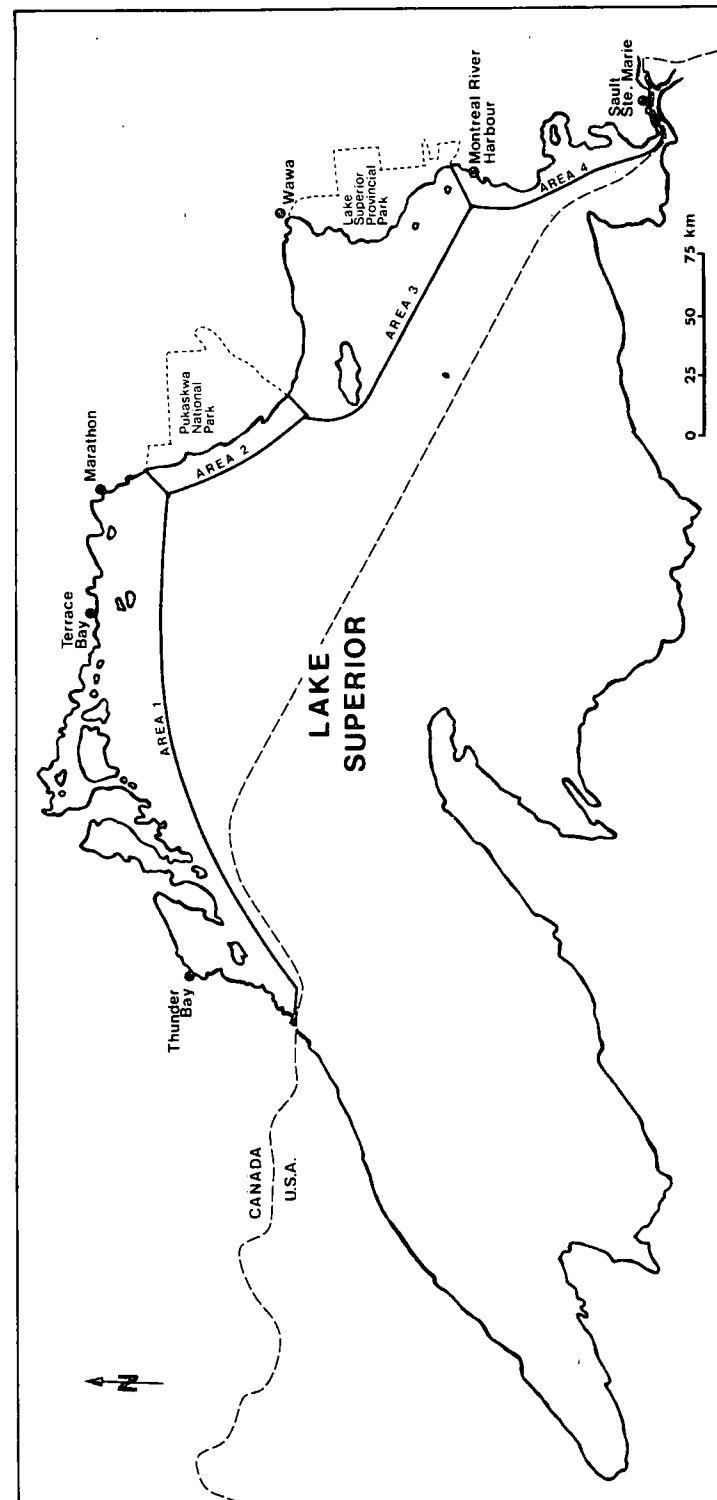 N
CANADA
U.S.A.
Thunder
Bay
Terrace
Bay
Marathon
Pukaskwa
National
Park
Wawa
Lake
Superior
Provincial
Park
Montreal River
Harbour
Sault
Ste. Marie
AREA 1
AREA 2
AREA 3
AREA 4
LAKE
SUPERIOR
0 25 50 75 km